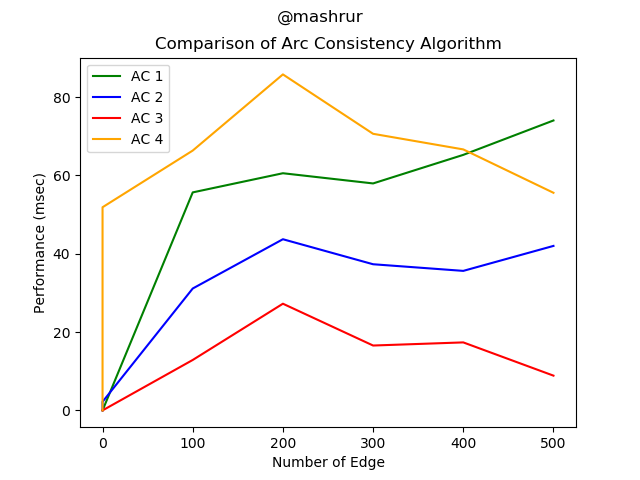 @mashrur
Comparison of Arc Consistency Algorithm
AC 1
AC 2
AC 3
AC 4
Performance (msec)
80
60
40
20
0
0 100 200 300 400 500
Number of Edge